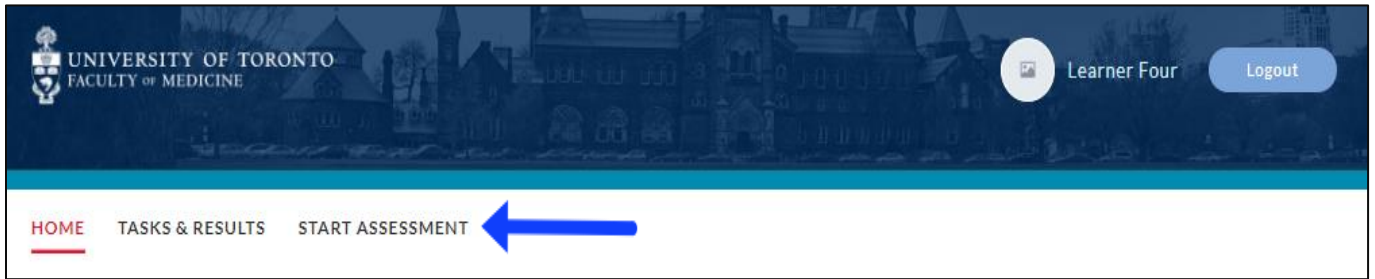 UNIVERSITY OF TORONTO
FACULTY OF MEDICINE
Learner Four
Logout
HOME TASKS & RESULTS START ASSESSMENT